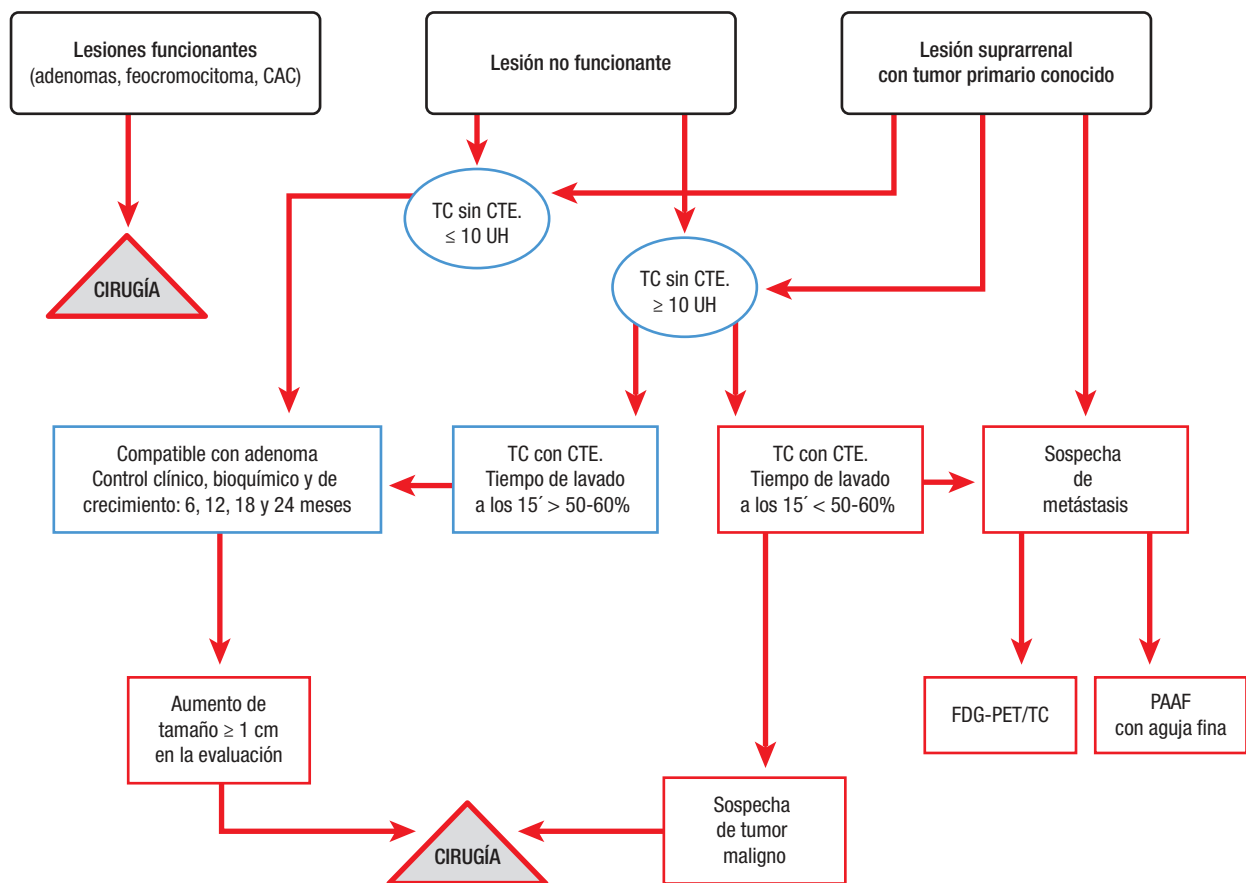 Lesiones funcionantes
(adenomas, feocromocitoma, CAC)
Lesión no funcionante
Lesión suprarrenal
con tumor primario conocido
TC sin CTE.
≤ 10 UH
TC sin CTE.
≥ 10 UH
CIRUGÍA
Compatible con adenoma
Control clínico, bioquímico y de
crecimiento: 6, 12, 18 y 24 meses
TC con CTE.
Tiempo de lavado
a los 15´ > 50-60%
TC con CTE.
Tiempo de lavado
a los 15´ < 50-60%
Sospecha
de
metástasis
Aumento de
tamaño ≥ 1 cm
en la evaluación
FDG-PET/TC
PAAF
con aguja fina
Sospecha
de tumor
maligno
CIRUGÍA